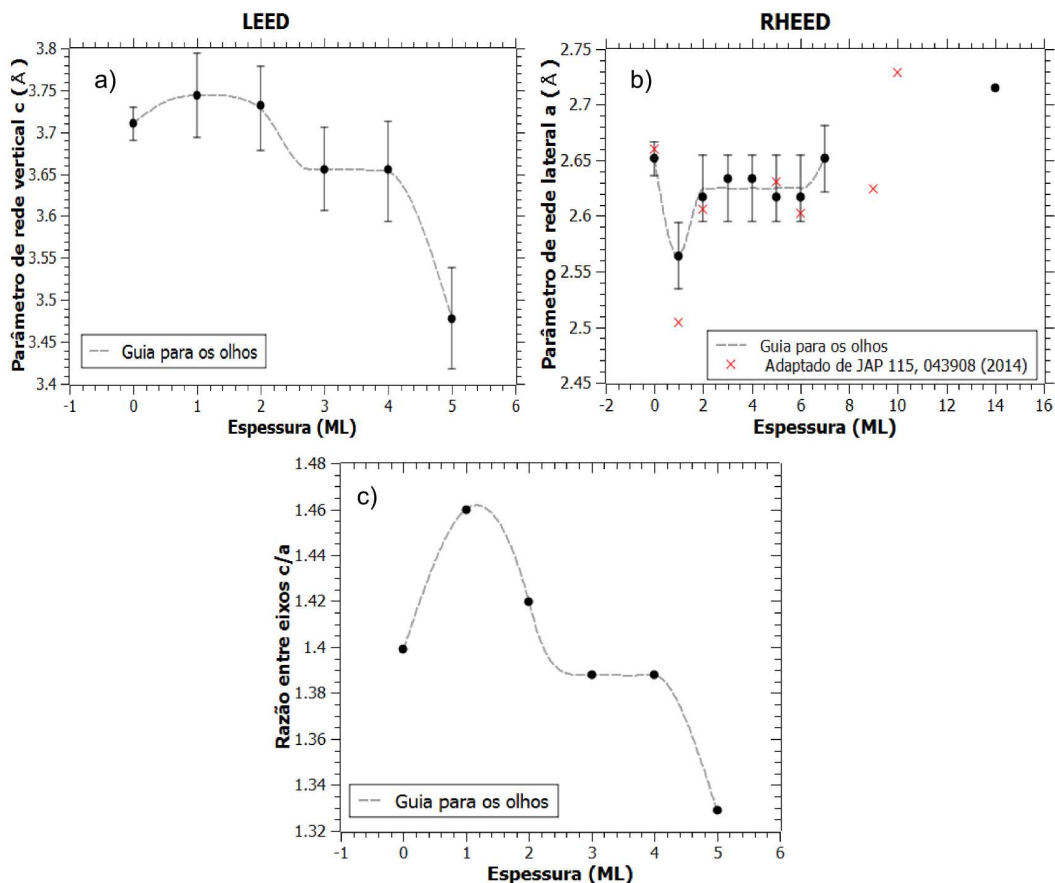 LEED
a)
Parâmetro de rede vertical c (Å)
3.8
3.75
3.7
3.65
3.6
3.55
3.5
3.45
3.4
Guia para os olhos
-1 0 1 2 3 4 5 6
Espessura (ML)
RHEED
b)
Parâmetro de rede lateral a (Å)
2.75
2.7
2.65
2.6
2.55
2.5
2.45
Guia para os olhos
Adaptado de JAP 115, 043908 (2014)
-2 0 2 4 6 8 10 12 14 16
Espessura (ML)
c)
Razão entre eixos c/a
1.48
1.46
1.44
1.42
1.4
1.38
1.36
1.34
1.32
Guia para os olhos
-1 0 1 2 3 4 5 6
Espessura (ML)